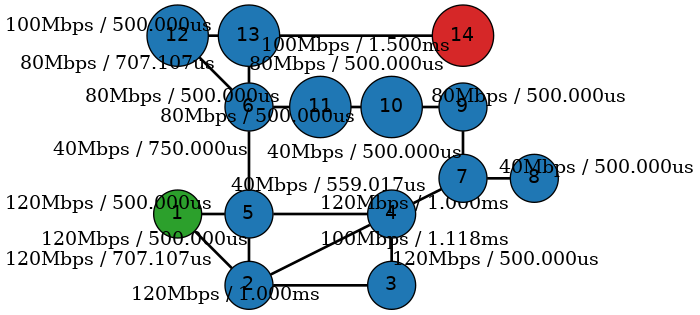 100Mbps / 500.000us
12
13
14
100Mbps / 1.500ms
80Mbps / 707.107us
80Mbps / 500.000us
80Mbps / 500.000us
80Mbps / 500.000us
6
11
10
9
80Mbps / 500.000us
40Mbps / 750.000us
40Mbps / 500.000us
40Mbps / 500.000us
7
8
40Mbps / 559.017us
120Mbps / 500.000us
120Mbps / 1.000ms
1
5
4
120Mbps / 500.000us
100Mbps / 1.118ms
120Mbps / 707.107us
120Mbps / 500.000us
2
3
120Mbps / 1.000ms